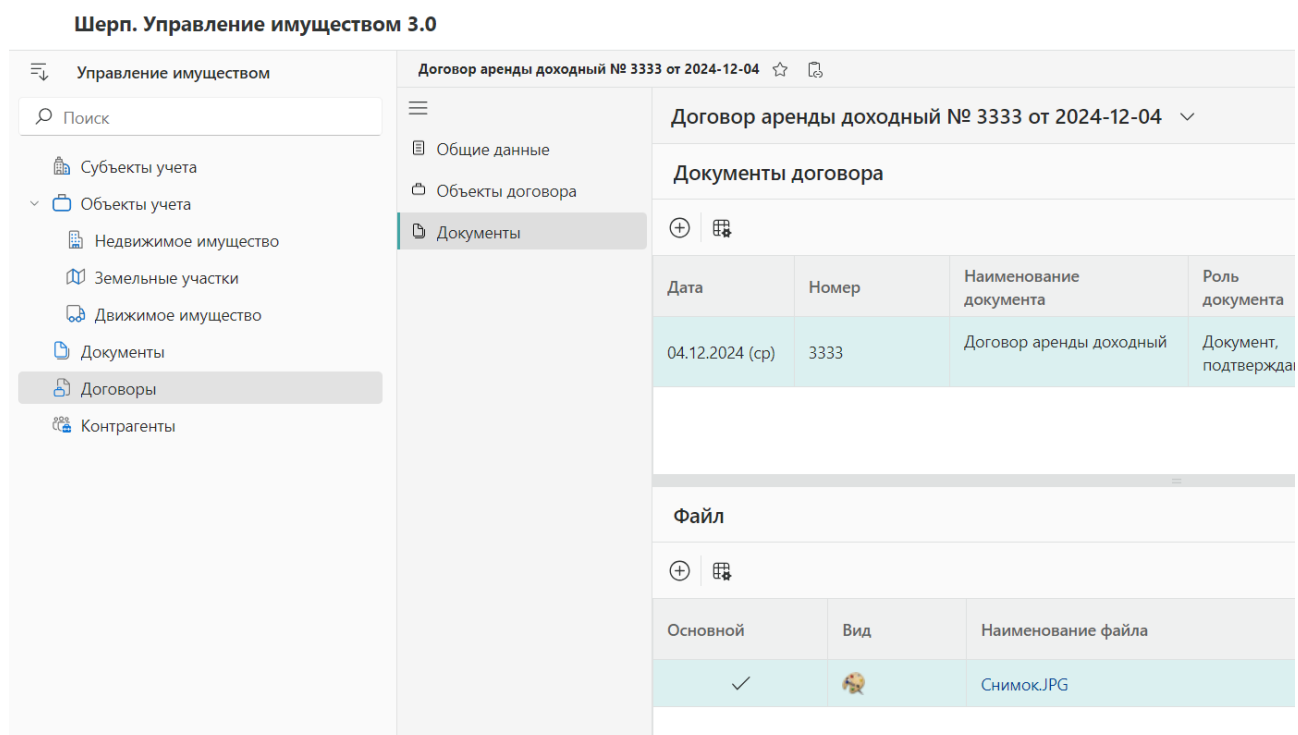 Шерп. Управление имуществом 3.0
Управление имуществом
Поиск
Субъекты учета
Объекты учета
Недвижимое имущество
Земельные участки
Движимое имущество
Документы
Договоры
Контрагенты
Договор аренды доходный № 3333 от 2024-12-04
Общие данные
Объекты договора
Документы
Договор аренды доходный № 3333 от 2024-12-04
Документы договора
Дата
Номер
Наименование
документа
Роль
документа
04.12.2024 (ср)
3333
Договор аренды доходный
Документ,
подтвержда
Файл
Основной
Вид
Наименование файла
Снимок.JPG